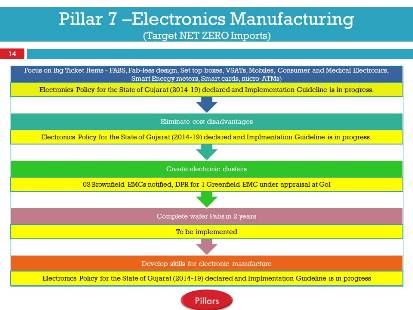 Pillar 7 –Electronics Manufacturing
(Target NET ZERO Imports)
14
Focus on Big Ticket Items - FABS, Fab-less design, Set top boxes, VSATs, Mobiles, Consumer and Medical Electronics,
Smart Energy meters, Smart cards, micro-ATMs)
Electronics Policy for the State of Gujarat (2014-19) declared and Implementation Guideline is in progress.
Eliminate cost disadvantages
Electronics Policy for the State of Gujarat (2014-19) declared and Implmentation Guideline is in progress
Create electronic clusters
03 Brownfield EMCs notified, DPR for 1 Greenfield EMC under appraisal at GoI
Complete wafer Fabs in 2 years
To be implemented
Develop skills for electronic manufacture
Electronics Policy for the State of Gujarat (2014-19) declared and Implmentation Guideline is in progress
Pillars